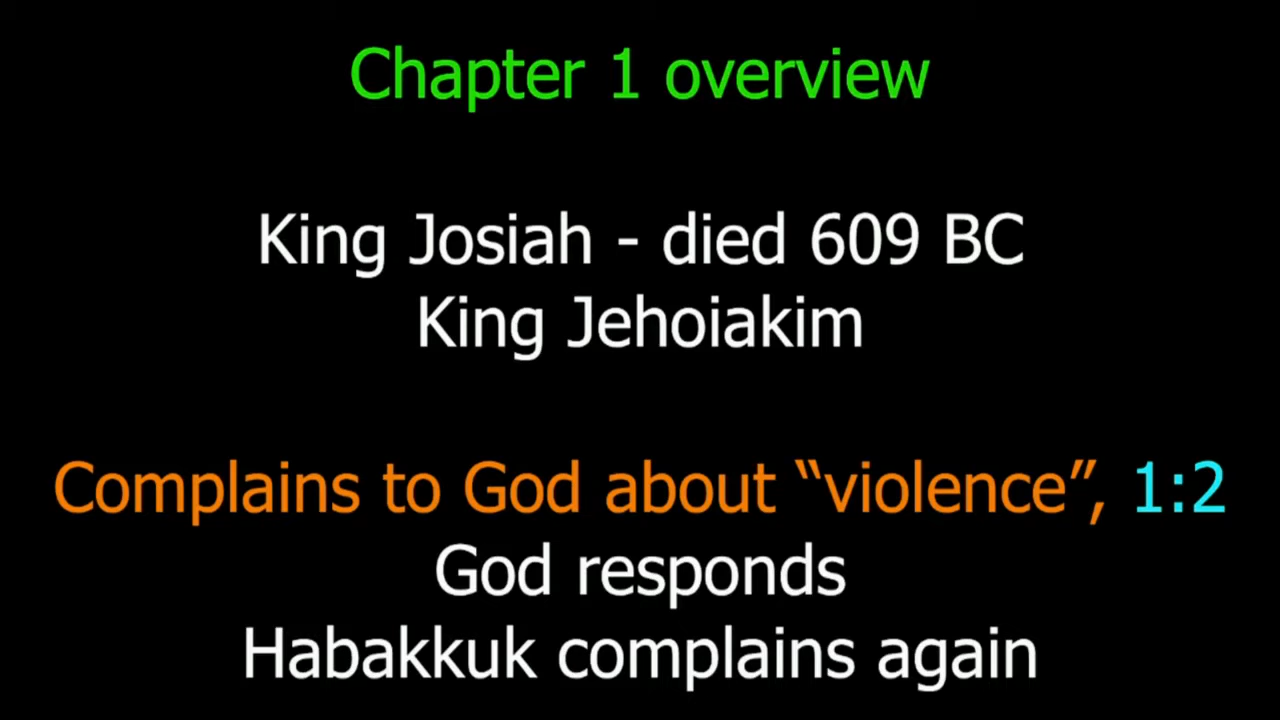 Chapter 1 overview
King Josiah - died 609 BC
King Jehoiakim
Complains to God about “violence”, 1:2
God responds
Habakkuk complains again